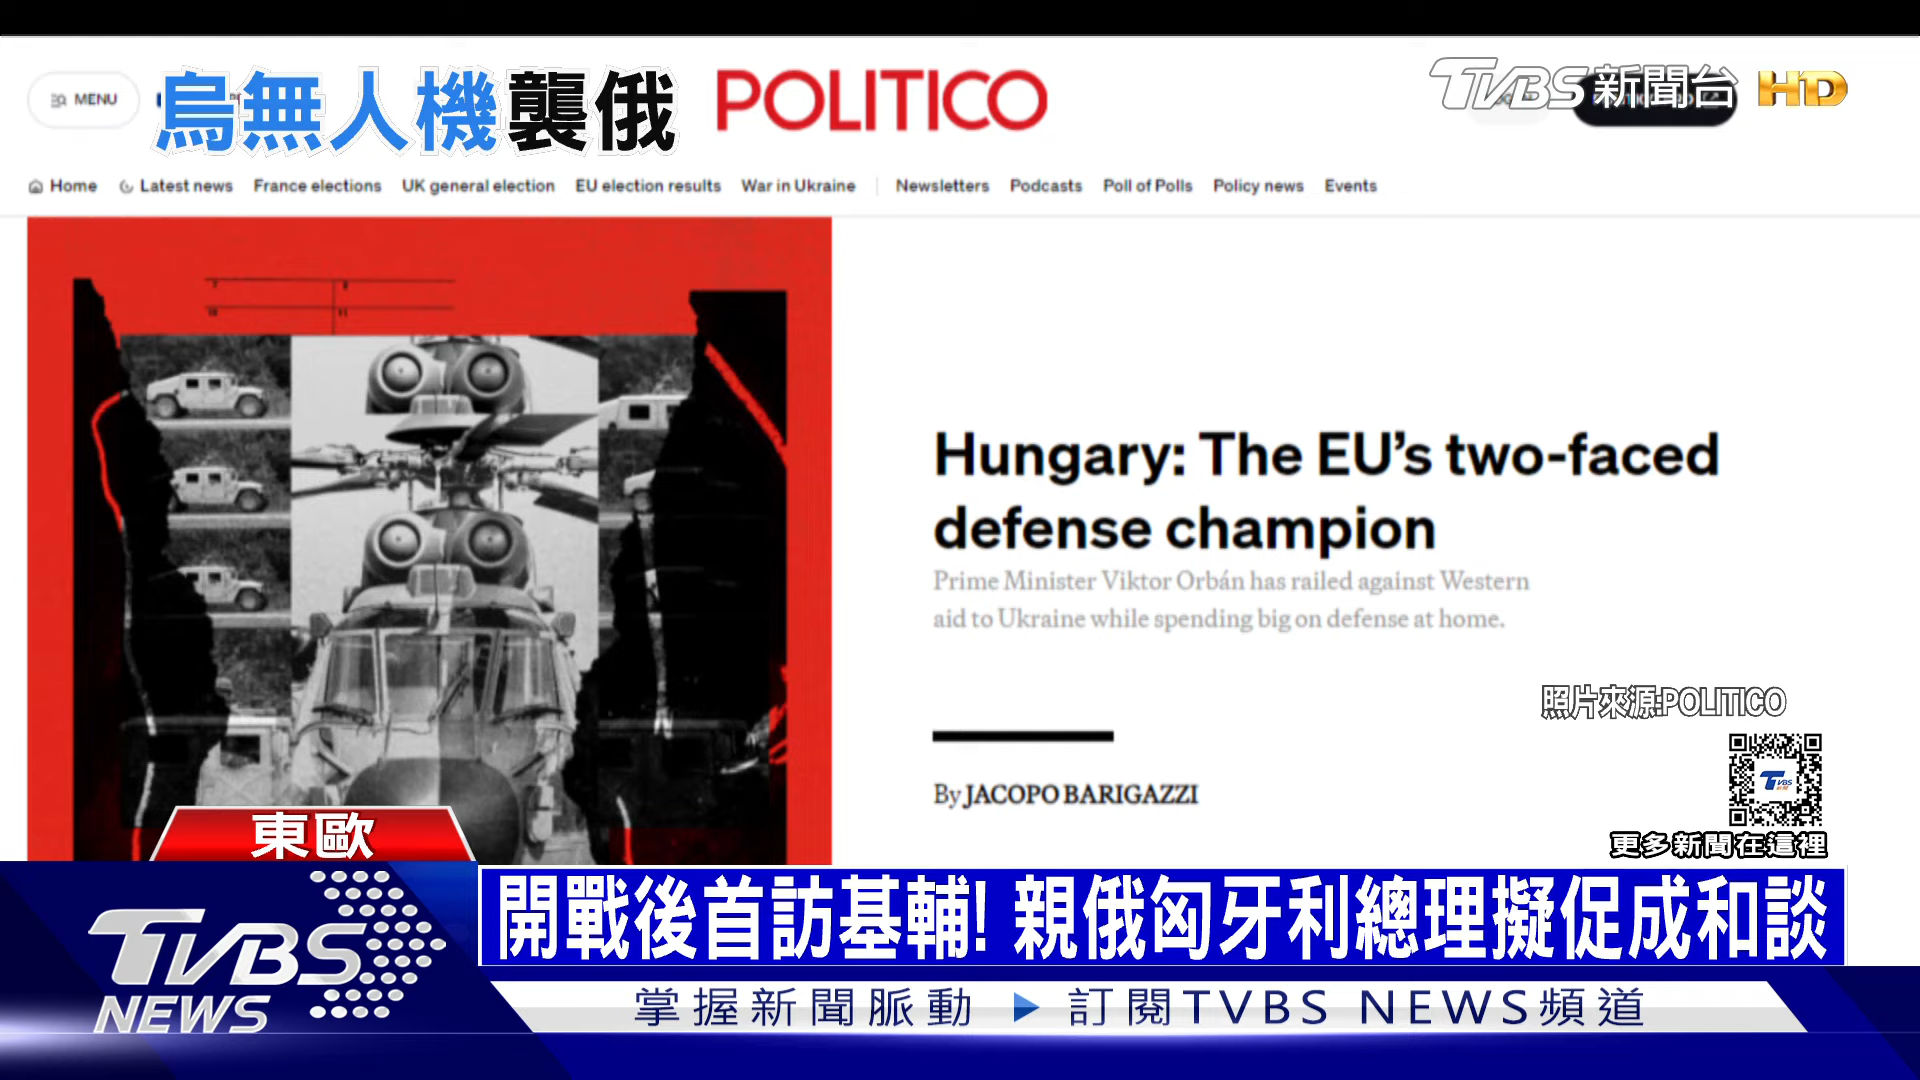 烏無人機襲俄
POLITICO
TVBS新聞台 HD
MENU
Home Latest news France elections UK general election EU election results War in Ukraine Newsletters Podcasts Poll of Polls Policy news Events
Hungary: The EU's two-faced
defense champion
Prime Minister Viktor Orbán has railed against Western
aid to Ukraine while spending big on defense at home.
By JACOPO BARIGAZZI
照片來源:POLITICO
TVBS
更多新聞在這裡
東歐
開戰後首訪基輔! 親俄匈牙利總理擬促成和談
TVBS
NEWS
掌握新聞脈動 ▶ 訂閱TVBS NEWS頻道